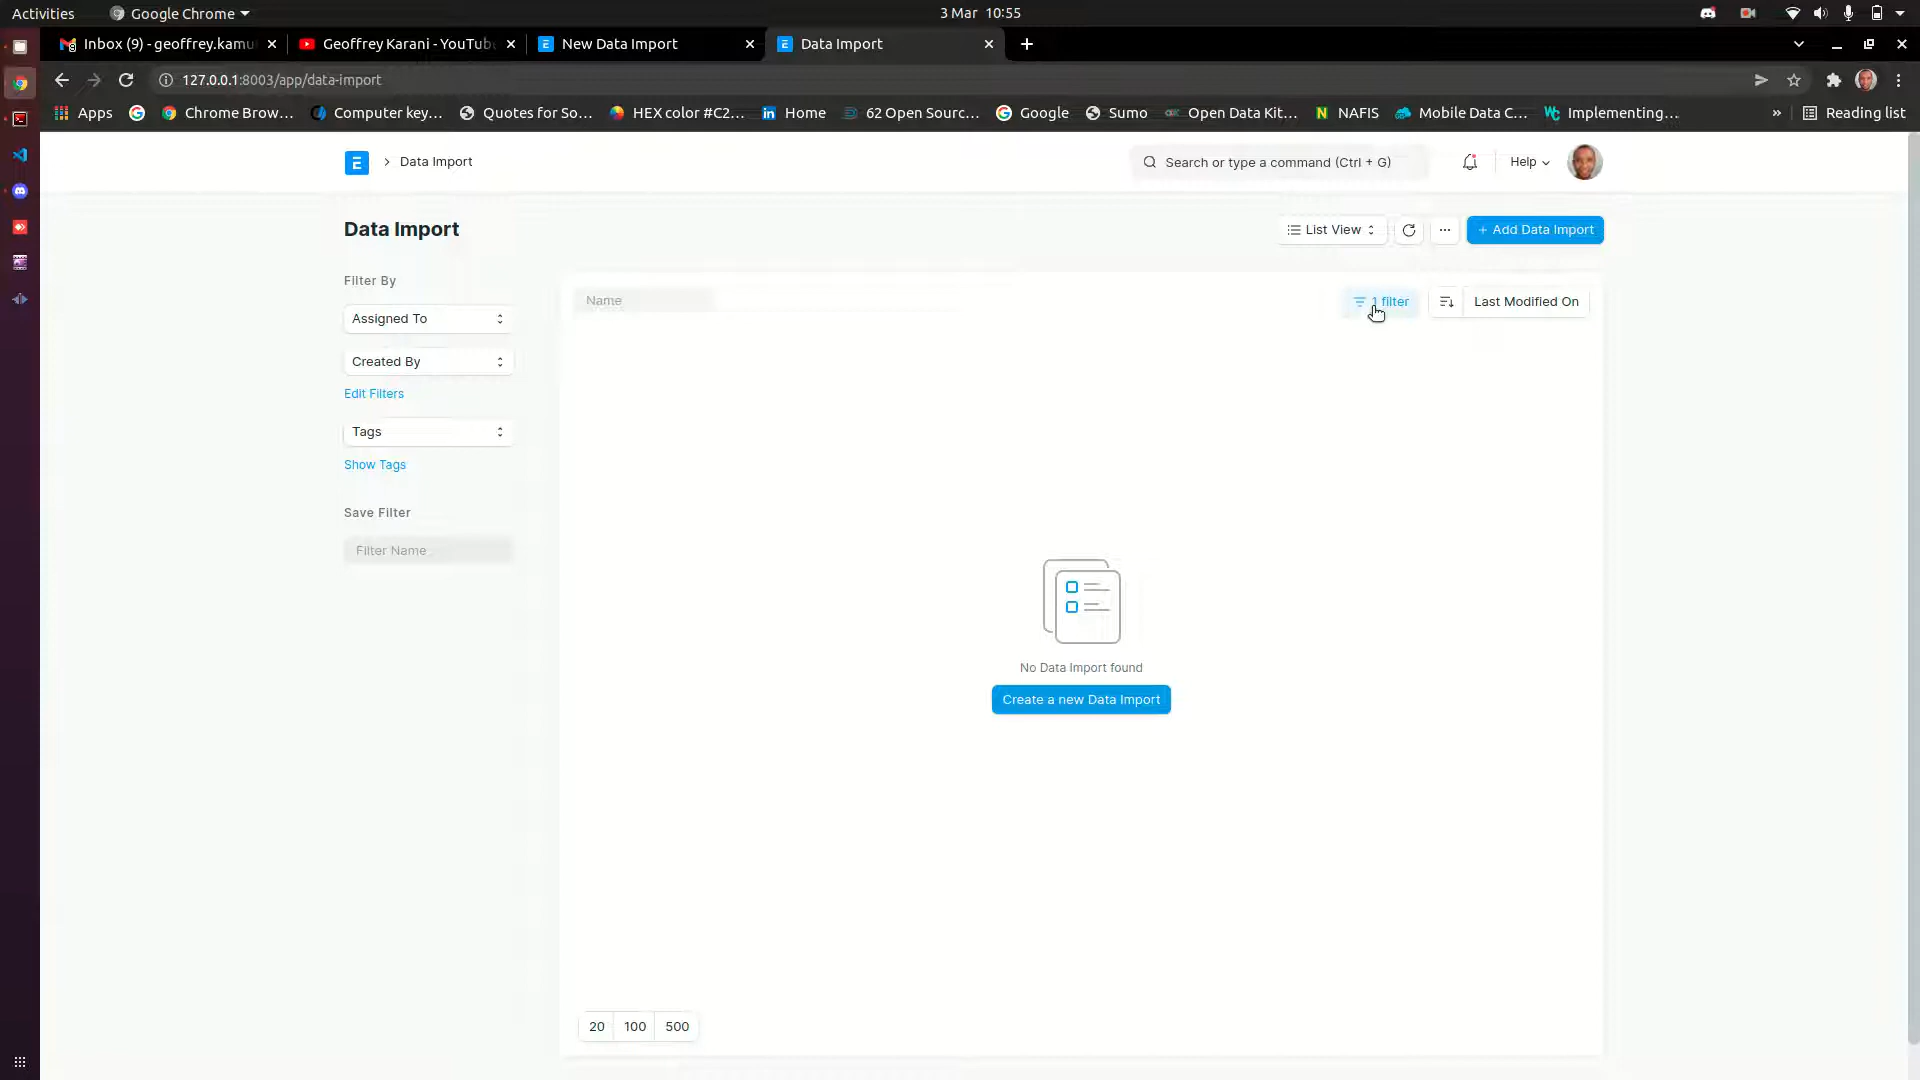 Activities
Google Chrome
3 Mar 10:55
Inbox (9) - geoffrey.kamu
Geoffrey Karani - YouTub
New Data Import
Data Import
127.0.0.1:8003/app/data-import
Apps
Chrome Brow...
Computer key...
Quotes for So...
HEX color #C2...
Home
62 Open Sourc...
Google
Sumo
Open Data Kit...
NAFIS
Mobile Data C...
Implementing...
»
Reading list
E
Data Import
Search or type a command (Ctrl + G)
Help
Data Import
List View
+ Add Data Import
Filter By
Assigned To
Created By
Edit Filters
Tags
Show Tags
Save Filter
Filter Name
Name
1 filter
Last Modified On
No Data Import found
Create a new Data Import
20 100 500